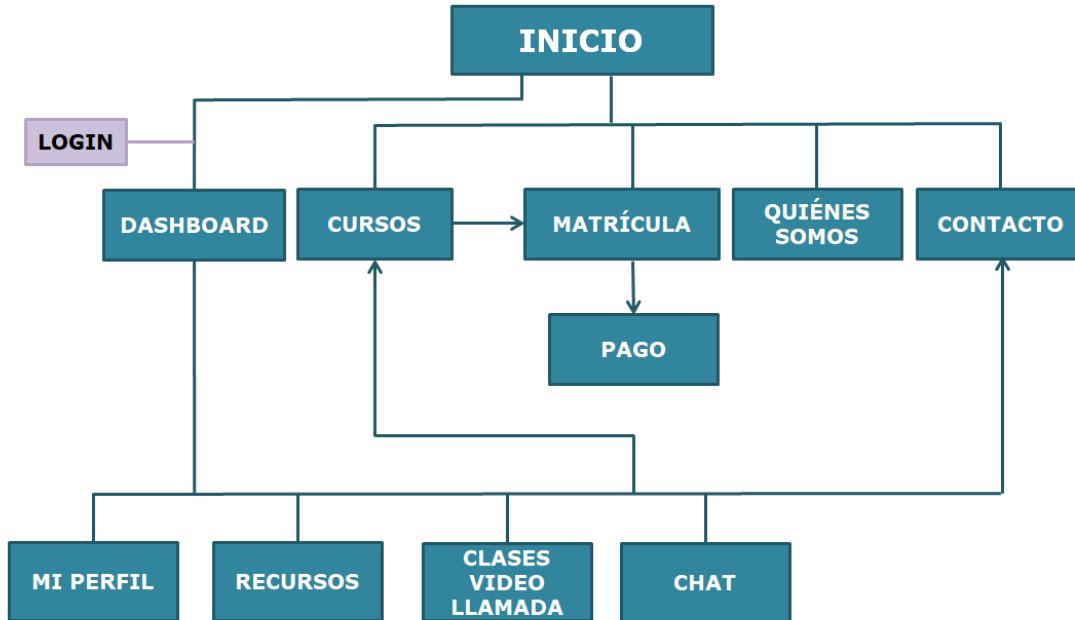 INICIO
LOGIN
DASHBOARD
CURSOS
MATRÍCULA
QUIÉNES
SOMOS
CONTACTO
PAGO
MI PERFIL
RECURSOS
CLASES
VIDEO
LLAMADA
CHAT